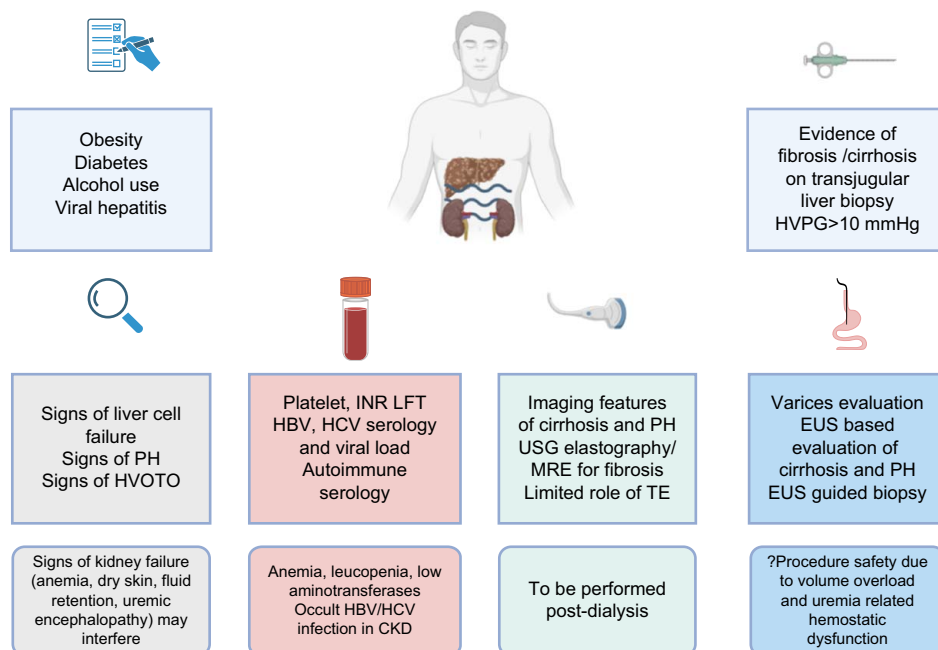 Obesity
Diabetes
Alcohol use
Viral hepatitis
Evidence of
fibrosis /cirrhosis
on transjugular
liver biopsy
HVPG>10 mmHg
Signs of liver cell
failure
Signs of PH
Signs of HVOTO
Platelet, INR LFT
HBV, HCV serology
and viral load
Autoimmune
serology
Imaging features
of cirrhosis and PH
USG elastography/
MRE for fibrosis
Limited role of TE
Varices evaluation
EUS based
evaluation of
cirrhosis and PH
EUS guided biopsy
Signs of kidney failure
(anemia, dry skin, fluid
retention, uremic
encephalopathy) may
interfere
Anemia, leucopenia, low
aminotransferases
Occult HBV/HCV
infection in CKD
To be performed
post-dialysis
?Procedure safety due
to volume overload
and uremia related
hemostatic
dysfunction